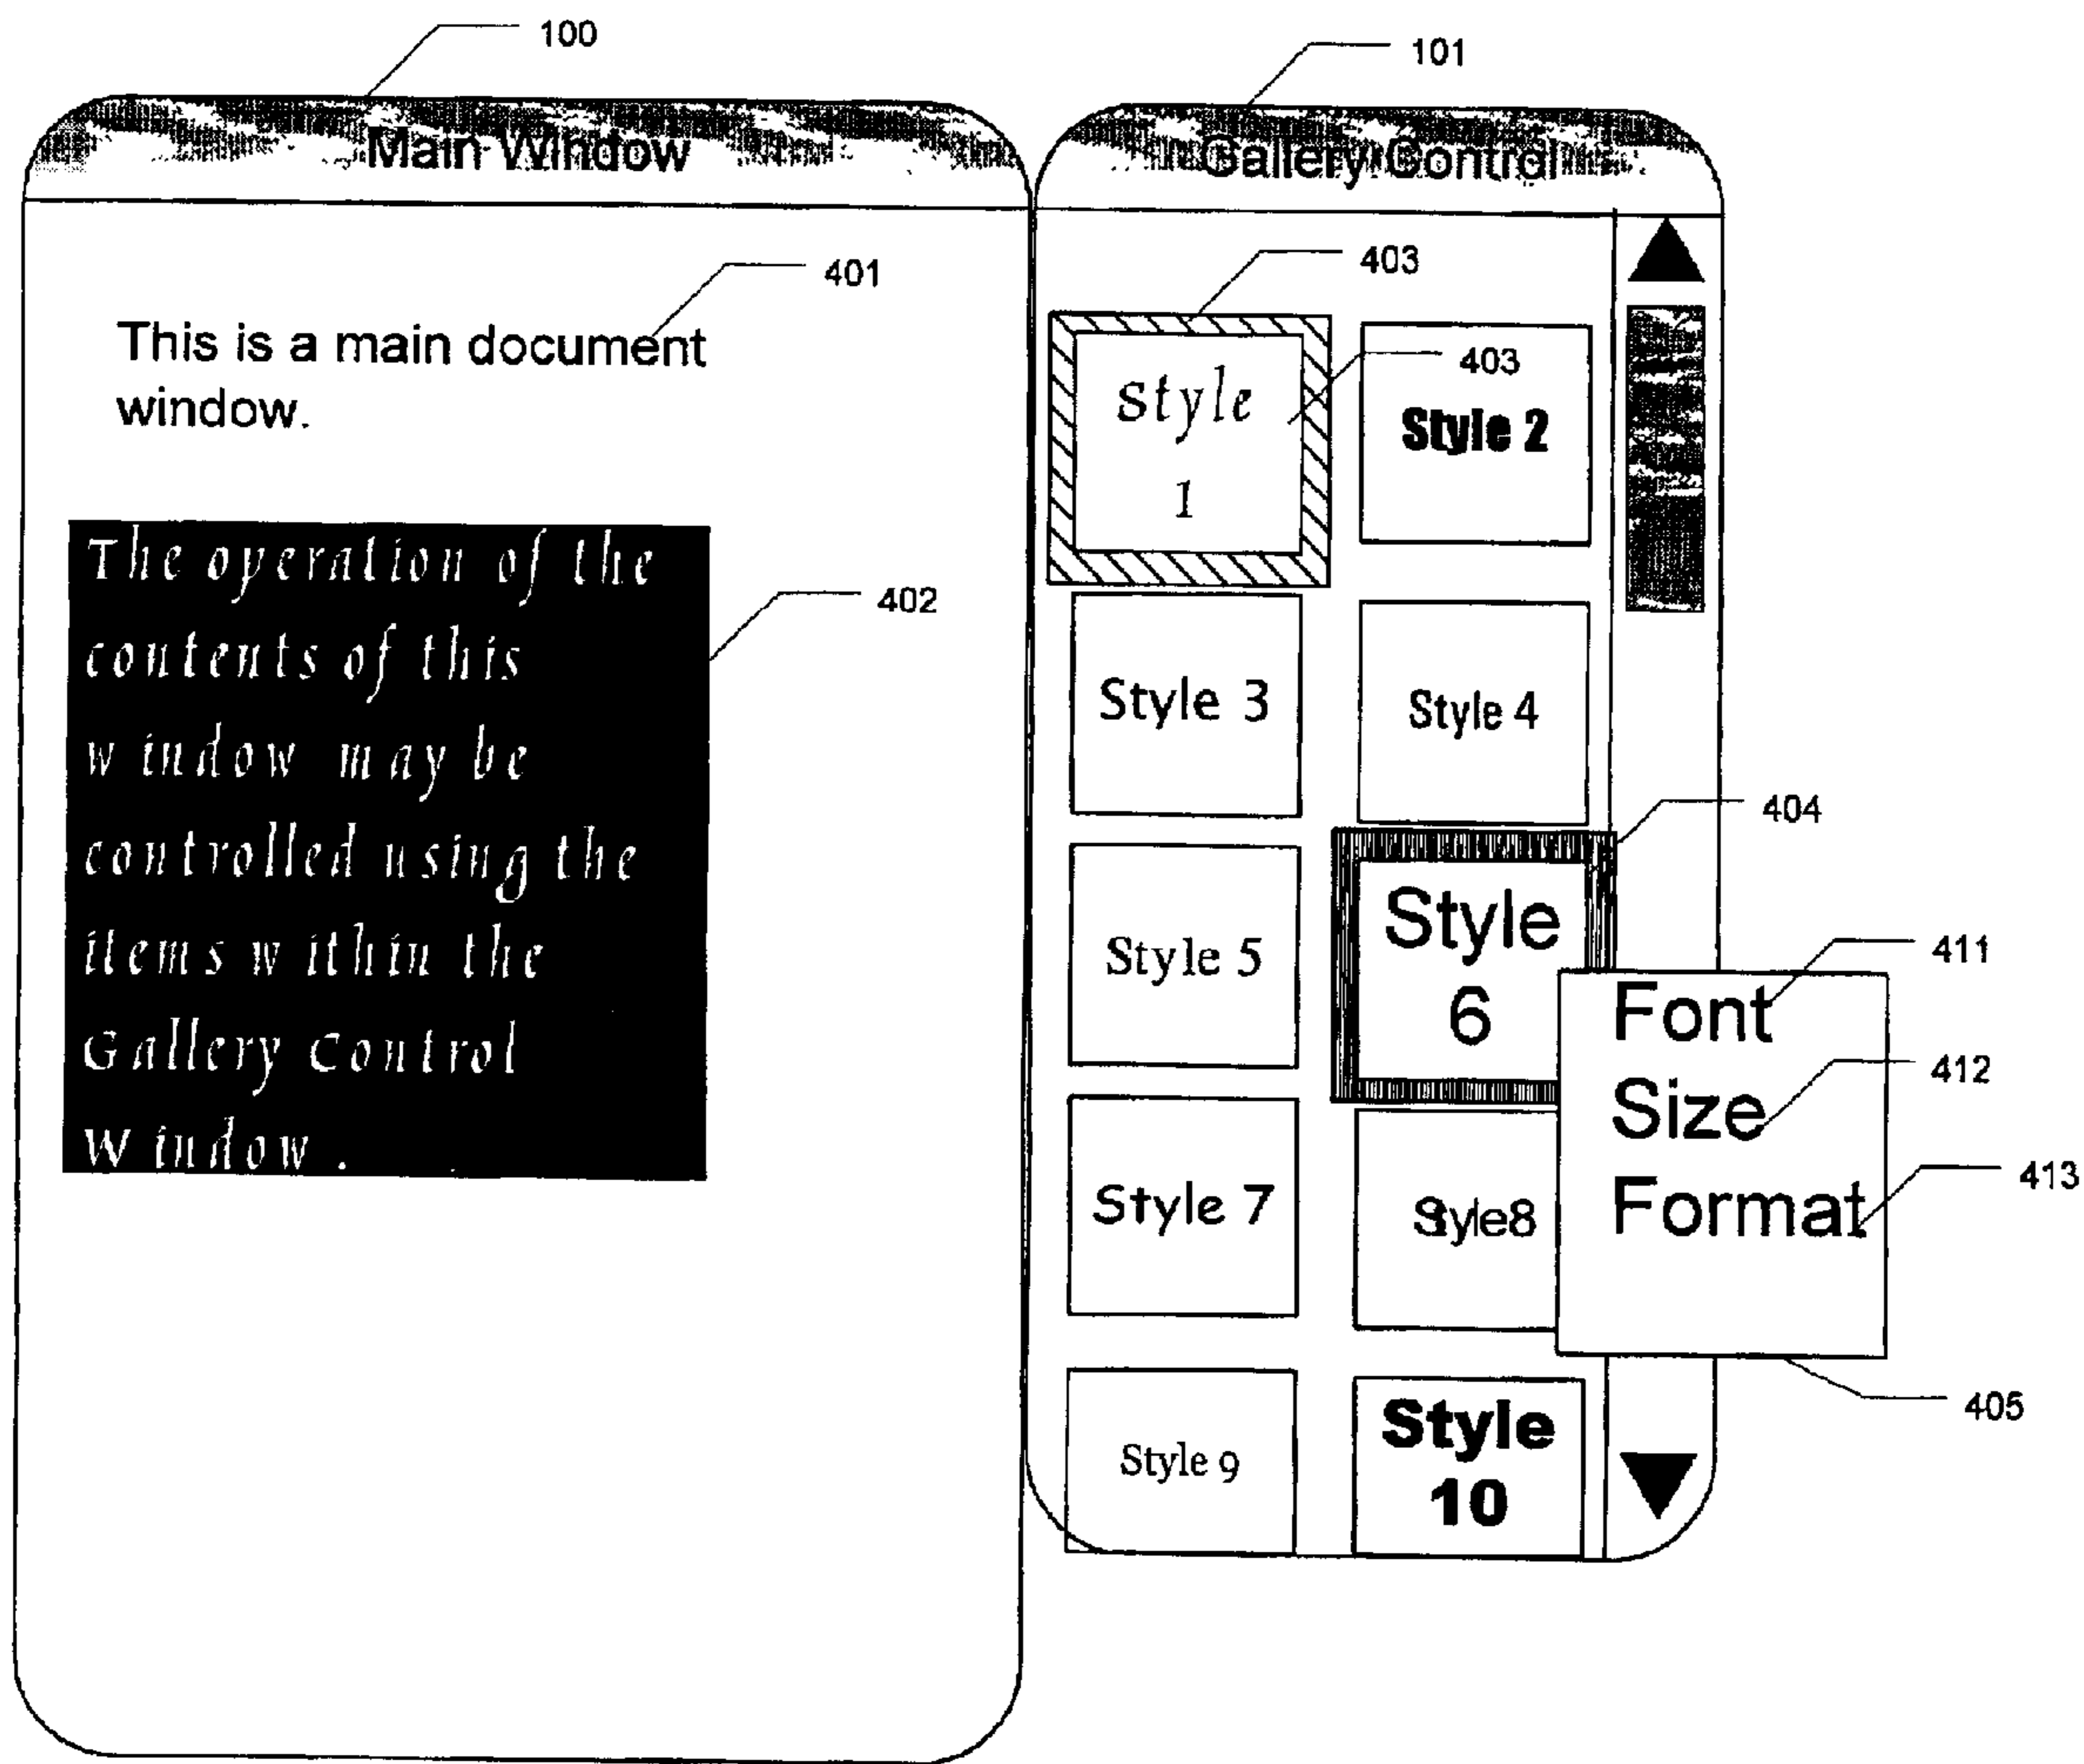 100
101
Main Window
Gallery Control
401
This is a main document
window.
402
The operation of the
contents of this
window may be
controlled using the
items within the
Gallery Control
Window.
403
403
Style
1
Style 2
Style 3
Style 4
404
Style 5
Style
6
411
Font
412
Size
413
Format
405
Style 7
Style8
Style 9
Style
10